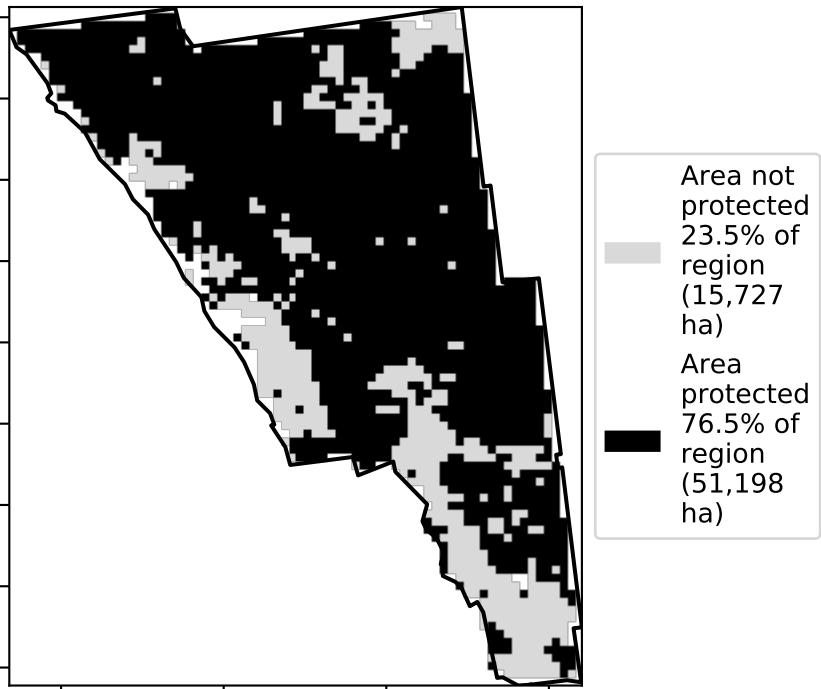 Area not
protected
23.5% of
region
(15,727
ha)
Area
protected
76.5% of
region
(51,198
ha)